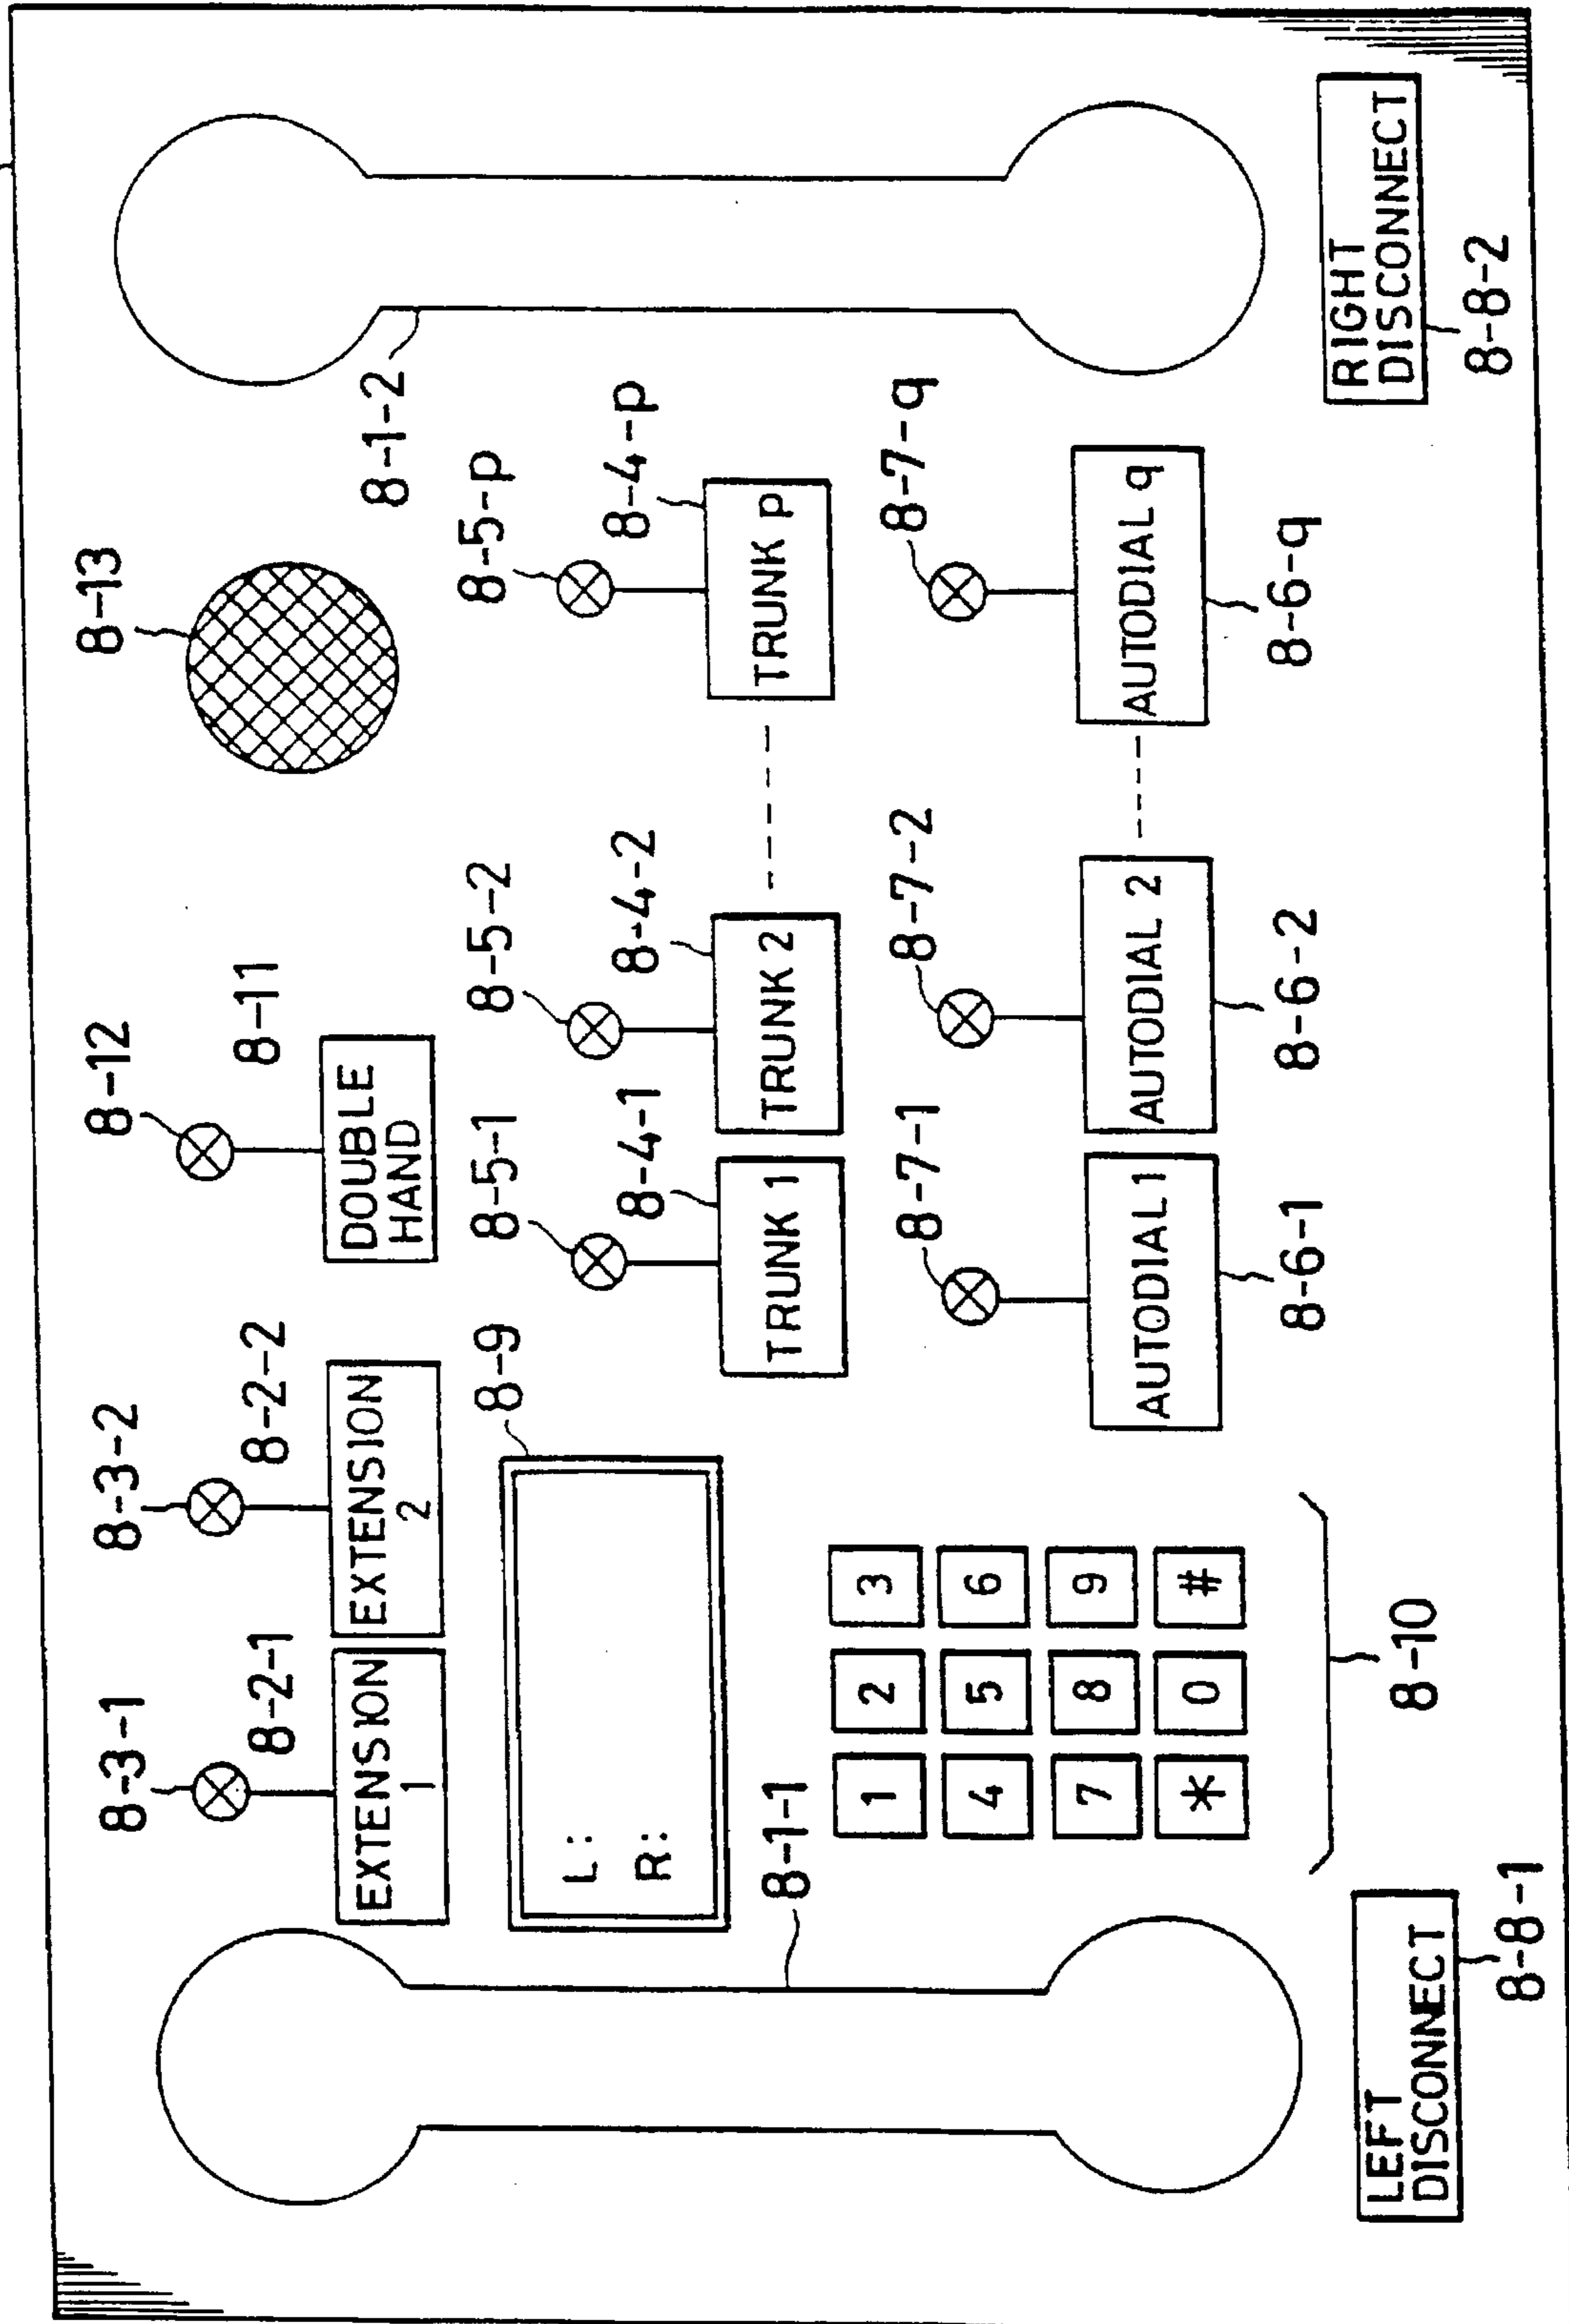 8-3-1
8-3-2
8-12
8-13
8-2-1
8-2-2
8-11
EXTENSION
1
EXTENSION
2
DOUBLE
HAND
8-1-2
8-9
8-5-1
8-5-2
8-5-p
L:
R:
8-4-1
8-4-2
8-4-p
TRUNK 1
TRUNK 2
TRUNK p
8-1-1
8-7-1
8-7-2
8-7-q
1 2 3
4 5 6
7 8 9
* 0 #
AUTODIAL 1
AUTODIAL 2
AUTODIAL q
8-6-1
8-6-2
8-6-q
8-10
LEFT
DISCONNECT
8-8-1
RIGHT
DISCONNECT
8-8-2